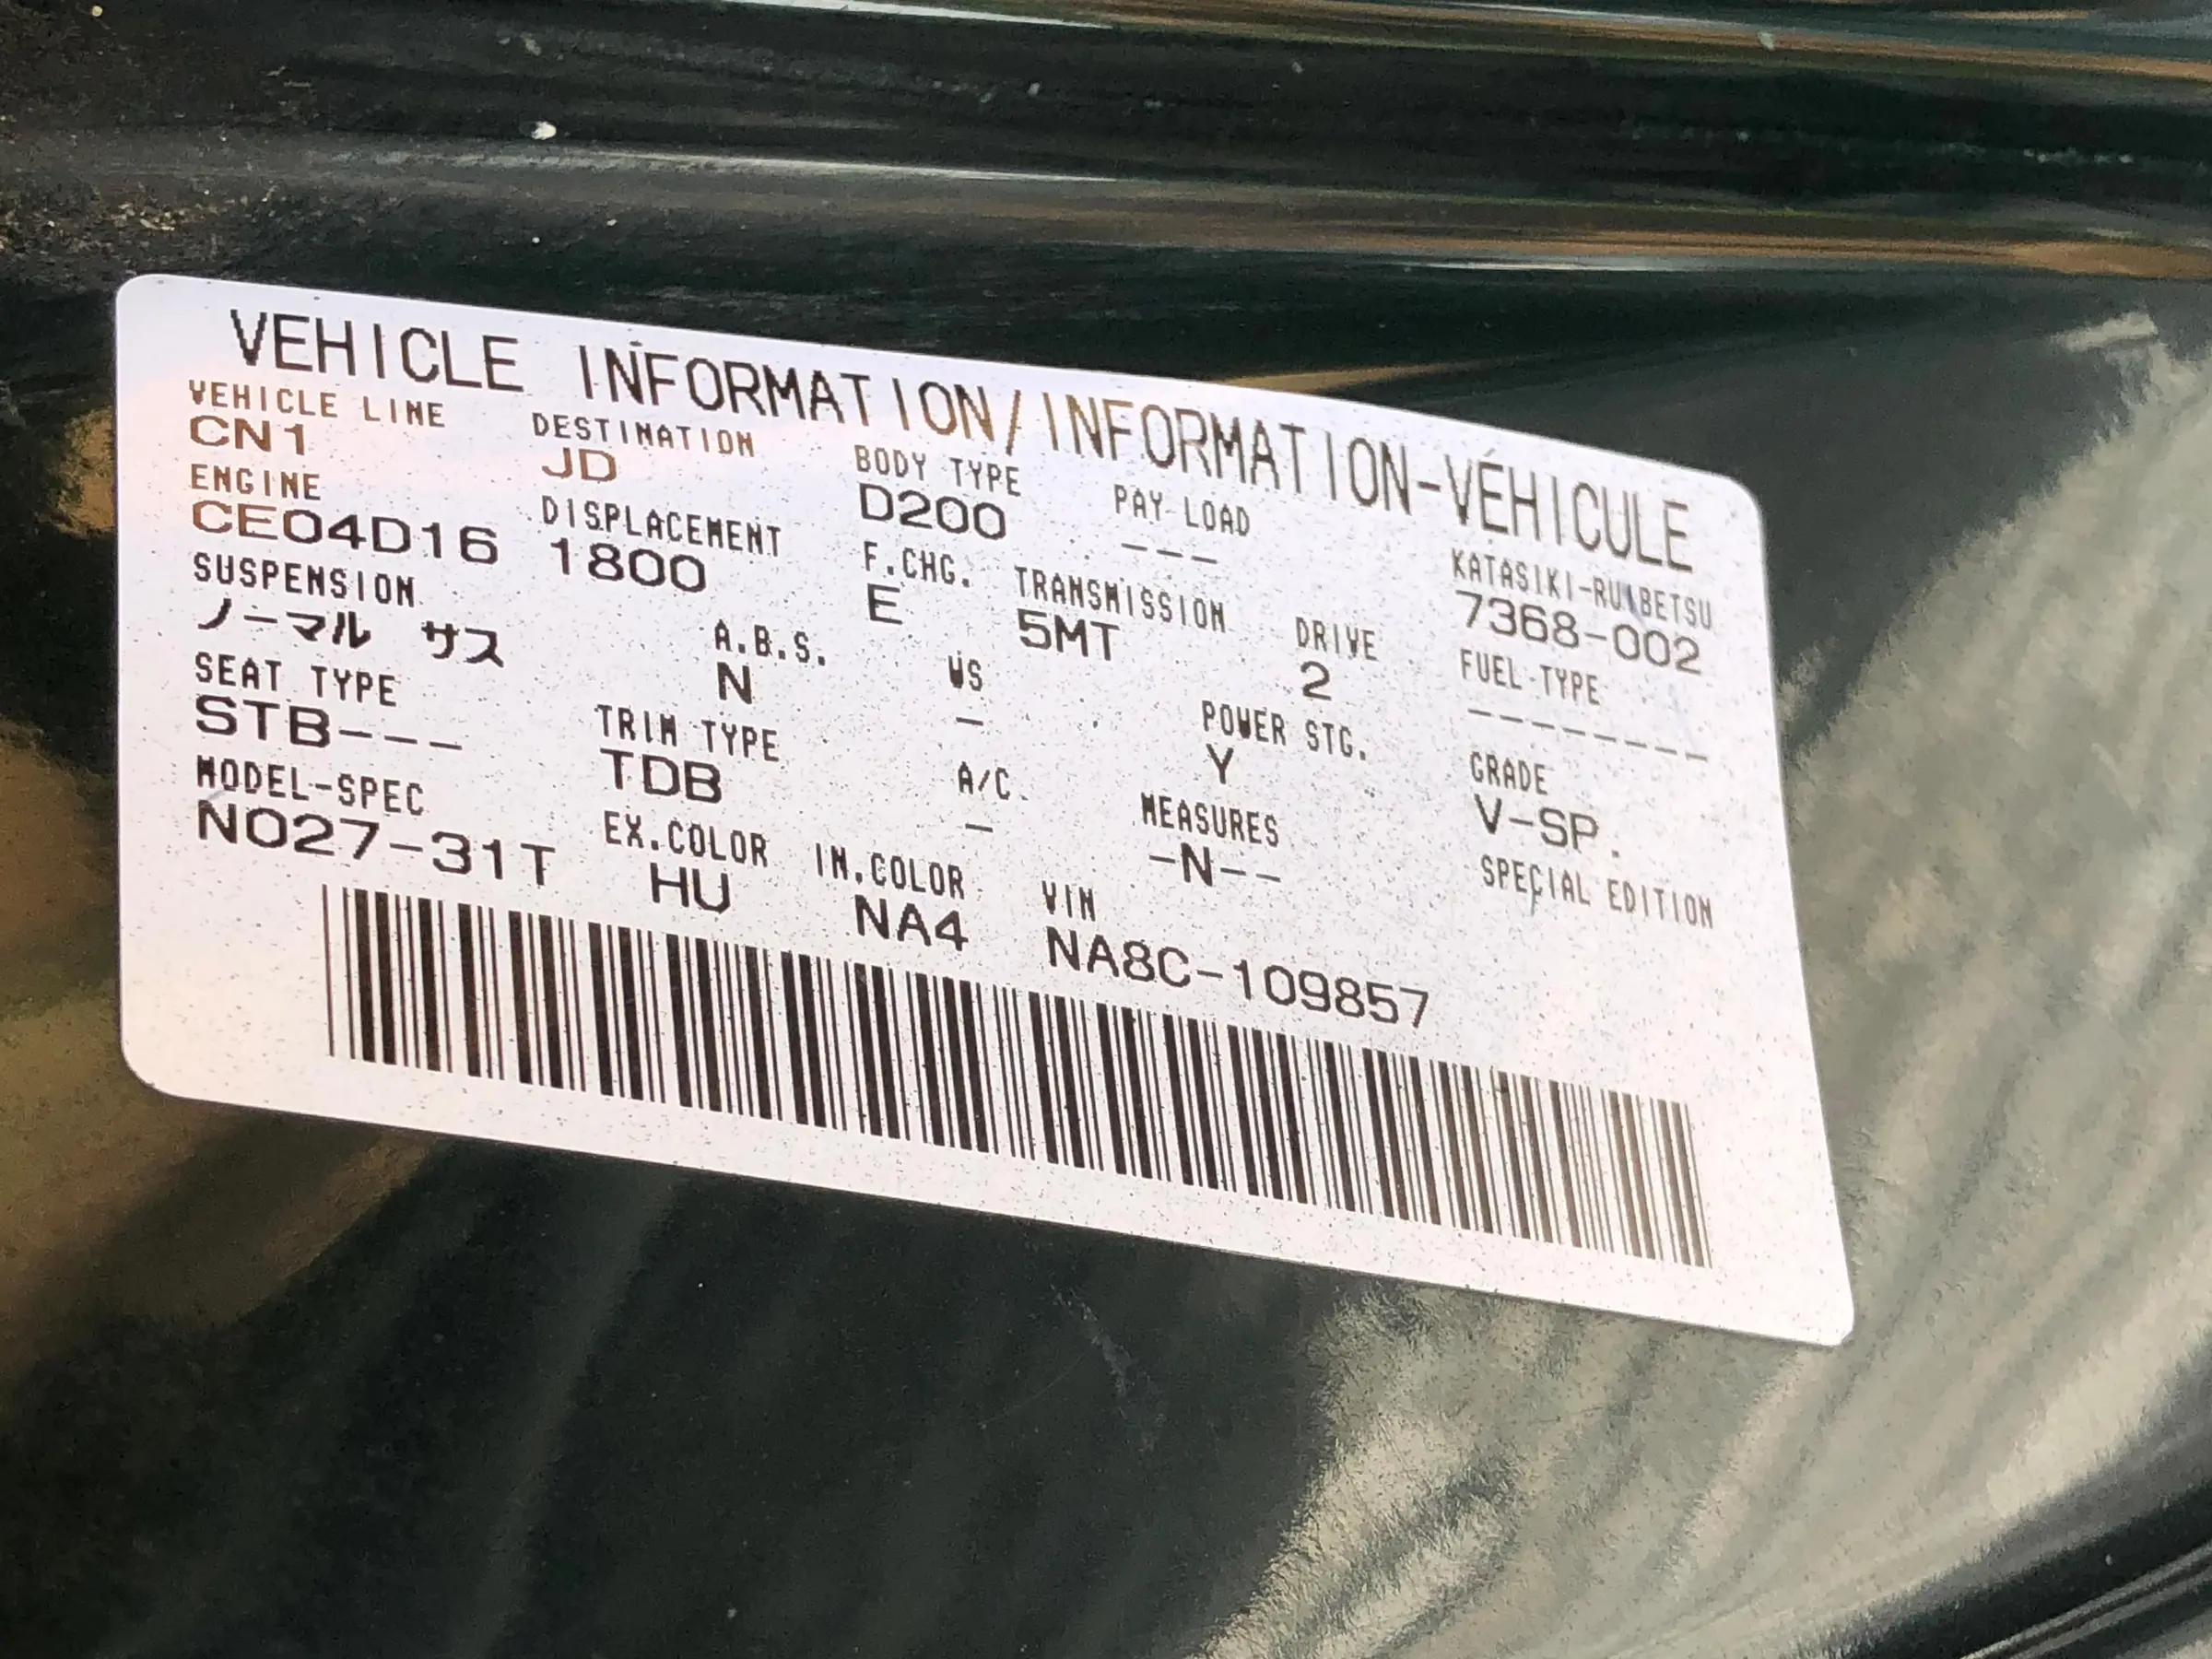 VEHICLE INFORMATION/INFORMATION-VÉHICULE
VEHICLE LINE DESTINATION BODY TYPE PAY LOAD KATASIKI-RUIBETSU
CN1 JD D200 --- 7368-002
ENGINE DISPLACEMENT F.CHG. TRANSMISSION DRIVE FUEL TYPE
CE04D16 1800 E 5MT 2 -------
SUSPENSION A.B.S. WS POWER STG. GRADE
ノーマル サス N - Y V-SP.
SEAT TYPE TRIM TYPE A/C MEASURES SPECIAL EDITION
STB--- TDB - -N--
MODEL-SPEC EX.COLOR IN.COLOR VIN
N027-31T HU NA4 NA8C-109857